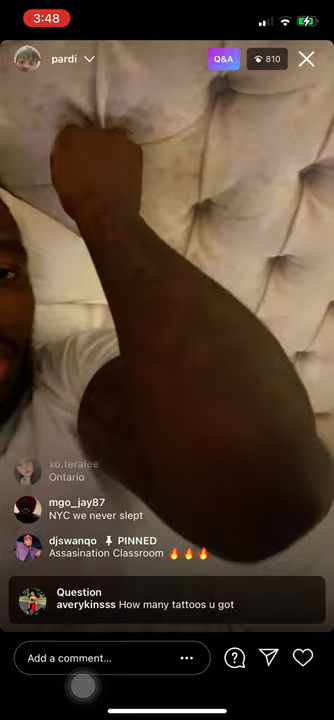 3:48
pardi
Q&A
810
xo.teralee
Ontario
mgo_jay87
NYC we never slept
djswanqo PINNED
Assasination Classroom 🔥🔥🔥
Question
averykinsss How many tattoos u got
Add a comment...